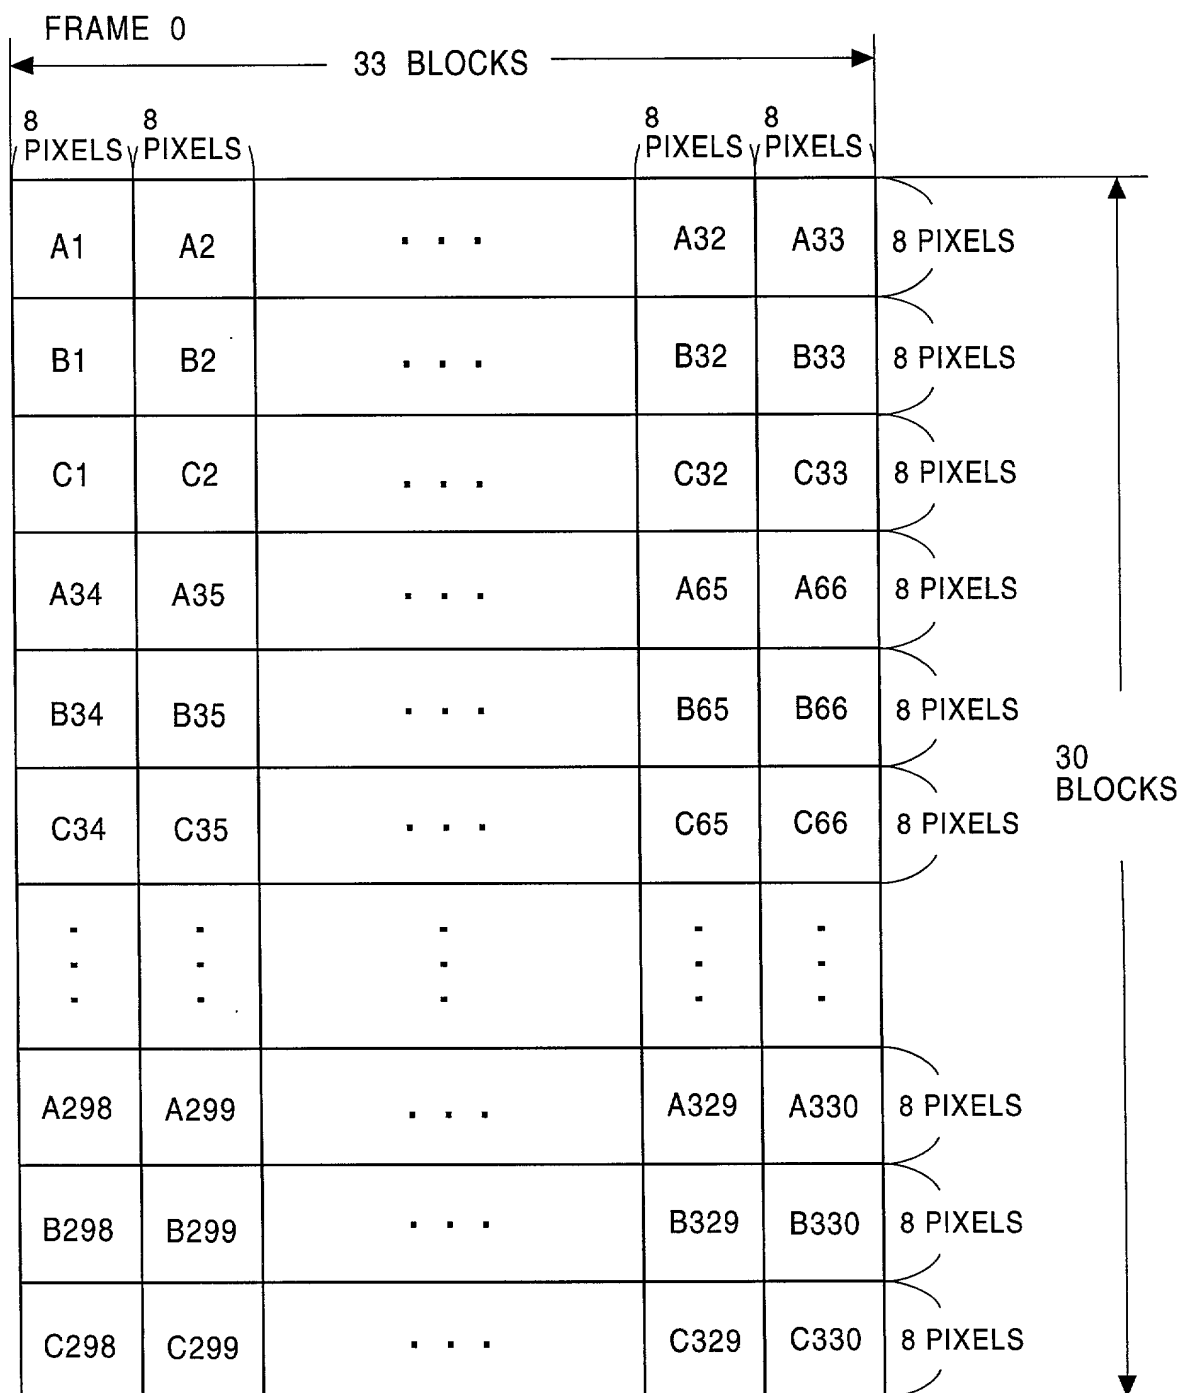 FRAME 0
33 BLOCKS
8 PIXELS 8 PIXELS 8 PIXELS 8 PIXELS
A1 A2 . . . A32 A33 8 PIXELS
B1 B2 . . . B32 B33 8 PIXELS
C1 C2 . . . C32 C33 8 PIXELS
A34 A35 . . . A65 A66 8 PIXELS
B34 B35 . . . B65 B66 8 PIXELS
30 BLOCKS
C34 C35 . . . C65 C66 8 PIXELS
A298 A299 . . . A329 A330 8 PIXELS
B298 B299 . . . B329 B330 8 PIXELS
C298 C299 . . . C329 C330 8 PIXELS